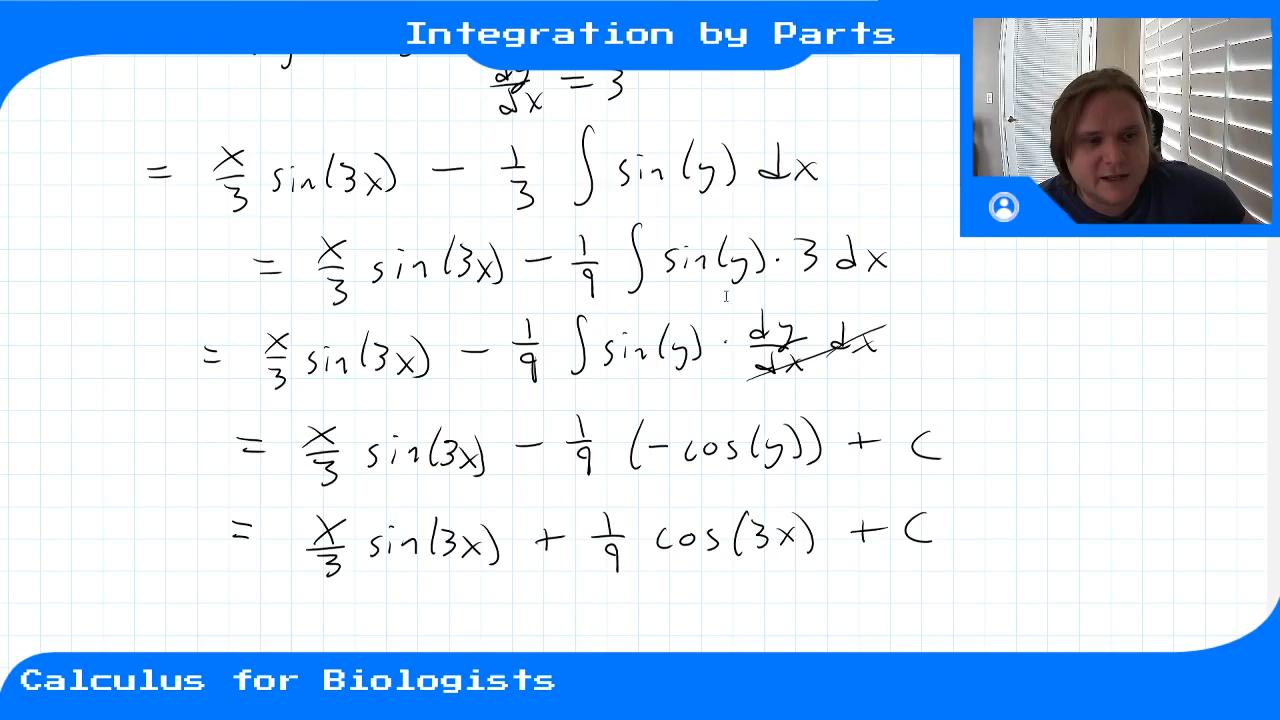 Integration by Parts
dy/dx = 3
= x/3 sin(3x) - 1/3 ∫ sin(y) dx
= x/3 sin(3x) - 1/9 ∫ sin(y) · 3 dx
= x/3 sin(3x) - 1/9 ∫ sin(y) · dy/dx dx
= x/3 sin(3x) - 1/9 (-cos(y)) + C
= x/3 sin(3x) + 1/9 cos(3x) + C
Calculus for Biologists